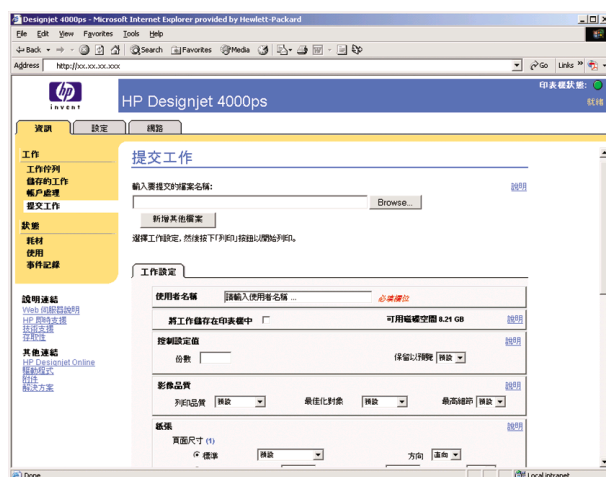 Designjet 4000ps - Microsoft Internet Explorer provided by Hewlett-Packard
File Edit View Favorites Tools Help
Back Search Favorites Media
Address http://xx.xx.xx.xxx Go Links »
hp
invent
HP Designjet 4000ps
印表機狀態:
就緒
資訊 設定 網路
工作
工作佇列
儲存的工作
帳戶處理
提交工作
狀態
耗材
使用
事件記錄
說明連結
Web 伺服器說明
HP 即時支援
技術支援
存取性
其他連結
HP Designjet Online
驅動程式
附件
解決方案
提交工作
輸入要提交的檔案名稱: 說明
Browse...
新增其他檔案
選擇工作設定, 然後按下「列印」按鈕以開始列印。
工作設定
使用者名稱 請輸入使用者名稱 ... 必填欄位
將工作儲存在印表機中 可用磁碟空間 8.21 GB 說明
控制設定值 說明
份數 保留以預覽 預設
影像品質 說明
列印品質 預設 最佳化對象 預設 最高細節 預設
紙張 說明
頁面尺寸 (1)
標準 預設 方向 直向
Done Local intranet